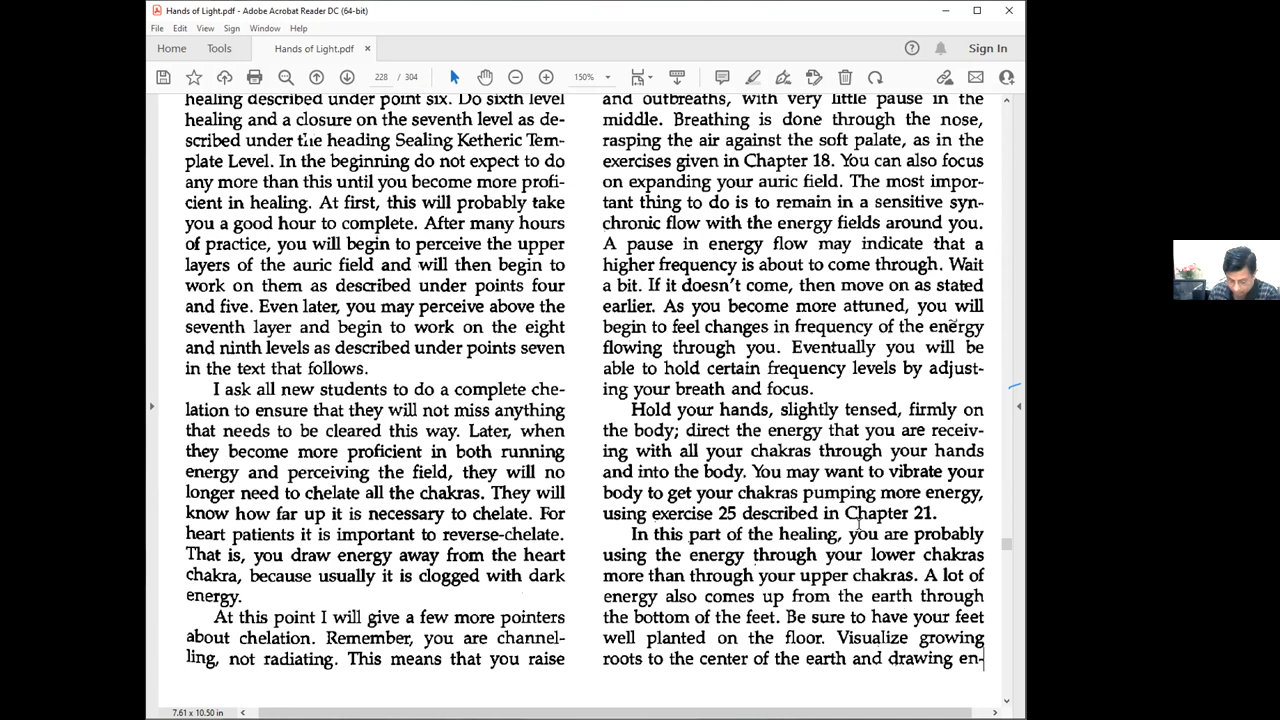 Hands of Light.pdf - Adobe Acrobat Reader DC (64-bit)
File Edit View Sign Window Help
Home Tools Hands of Light.pdf × Sign In
228 / 304 150%
healing described under point six. Do sixth level
healing and a closure on the seventh level as de-
scribed under the heading Sealing Ketheric Tem-
plate Level. In the beginning do not expect to do
any more than this until you become more profi-
cient in healing. At first, this will probably take
you a good hour to complete. After many hours
of practice, you will begin to perceive the upper
layers of the auric field and will then begin to
work on them as described under points four
and five. Even later, you may perceive above the
seventh layer and begin to work on the eight
and ninth levels as described under points seven
in the text that follows.
I ask all new students to do a complete che-
lation to ensure that they will not miss anything
that needs to be cleared this way. Later, when
they become more proficient in both running
energy and perceiving the field, they will no
longer need to chelate all the chakras. They will
know how far up it is necessary to chelate. For
heart patients it is important to reverse-chelate.
That is, you draw energy away from the heart
chakra, because usually it is clogged with dark
energy.
At this point I will give a few more pointers
about chelation. Remember, you are channel-
ling, not radiating. This means that you raise
and outbreaths, with very little pause in the
middle. Breathing is done through the nose,
rasping the air against the soft palate, as in the
exercises given in Chapter 18. You can also focus
on expanding your auric field. The most impor-
tant thing to do is to remain in a sensitive syn-
chronic flow with the energy fields around you.
A pause in energy flow may indicate that a
higher frequency is about to come through. Wait
a bit. If it doesn't come, then move on as stated
earlier. As you become more attuned, you will
begin to feel changes in frequency of the energy
flowing through you. Eventually you will be
able to hold certain frequency levels by adjust-
ing your breath and focus.
Hold your hands, slightly tensed, firmly on
the body; direct the energy that you are receiv-
ing with all your chakras through your hands
and into the body. You may want to vibrate your
body to get your chakras pumping more energy,
using exercise 25 described in Chapter 21.
In this part of the healing, you are probably
using the energy through your lower chakras
more than through your upper chakras. A lot of
energy also comes up from the earth through
the bottom of the feet. Be sure to have your feet
well planted on the floor. Visualize growing
roots to the center of the earth and drawing en-
7.61 x 10.50 in